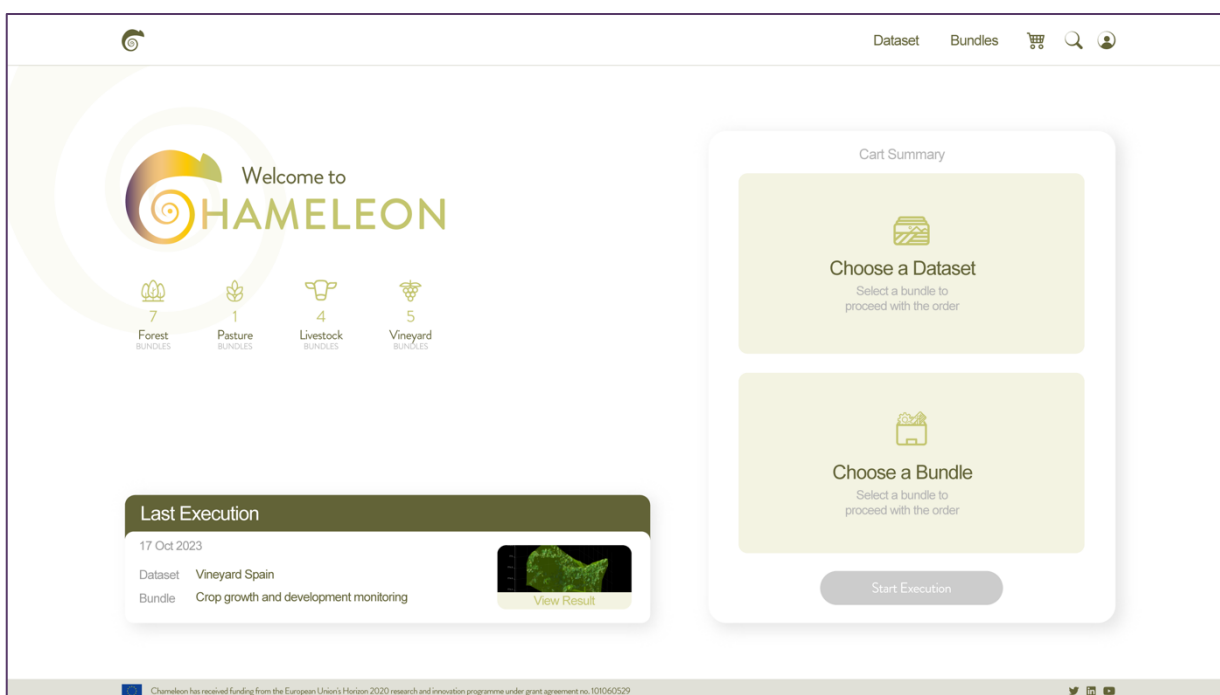 Dataset Bundles
Welcome to
CHAMELEON
7
Forest
BUNDLES
1
Pasture
BUNDLES
4
Livestock
BUNDLES
5
Vineyard
BUNDLES
Last Execution
17 Oct 2023
Dataset Vineyard Spain
Bundle Crop growth and development monitoring
View Result
Cart Summary
Choose a Dataset
Select a bundle to
proceed with the order
Choose a Bundle
Select a bundle to
proceed with the order
Start Execution
Chameleon has received funding from the European Union's Horizon 2020 research and innovation programme under grant agreement no. 101060529